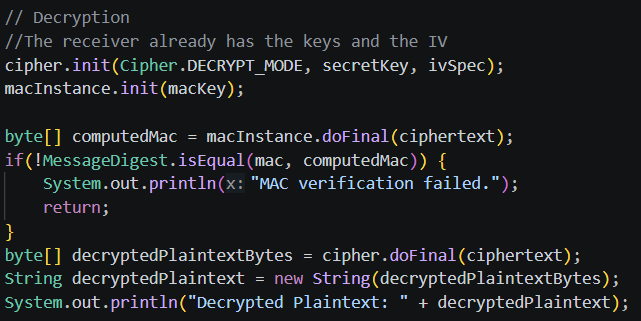 // Decryption
//The receiver already has the keys and the IV
cipher.init(Cipher.DECRYPT_MODE, secretKey, ivSpec);
macInstance.init(macKey);
byte[] computedMac = macInstance.doFinal(ciphertext);
if(!MessageDigest.isEqual(mac, computedMac)) {
System.out.println(x: "MAC verification failed.");
return;
}
byte[] decryptedPlaintextBytes = cipher.doFinal(ciphertext);
String decryptedPlaintext = new String(decryptedPlaintextBytes);
System.out.println("Decrypted Plaintext: " + decryptedPlaintext);